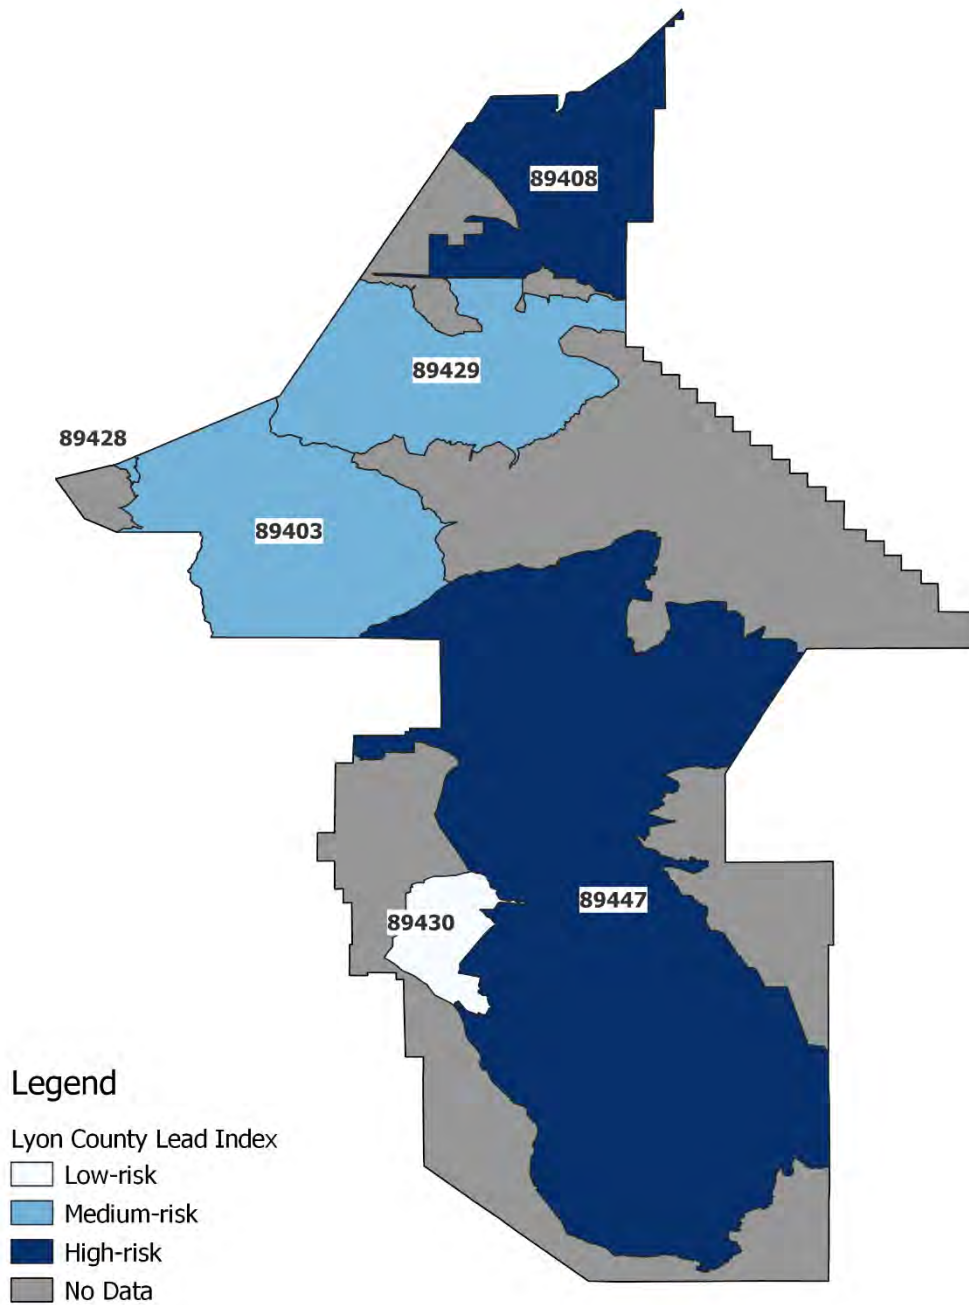 89408
89429
89428
89403
89447
89430
Legend
Lyon County Lead Index
Low-risk
Medium-risk
High-risk
No Data